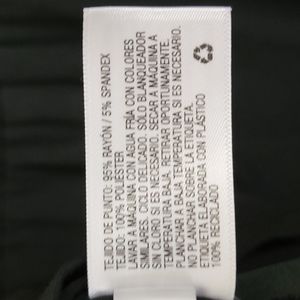 TEJIDO DE PUNTO: 95% RAYÓN / 5% SPANDEX
TEJIDO: 100% POLIÉSTER
LAVAR A MÁQUINA CON AGUA FRÍA CON COLORES
SIMILARES. CICLO DELICADO. SÓLO BLANQUEADOR
SIN CLORO SI ES NECESARIO. SECAR A MÁQUINA A
TEMPERATURA BAJA. RETIRAR OPORTUNAMENTE.
PLANCHAR A BAJA TEMPERATURA SI ES NECESARIO.
NO PLANCHAR SOBRE LA ETIQUETA.
ETIQUETA ELABORADA CON PLÁSTICO
100% RECICLADO